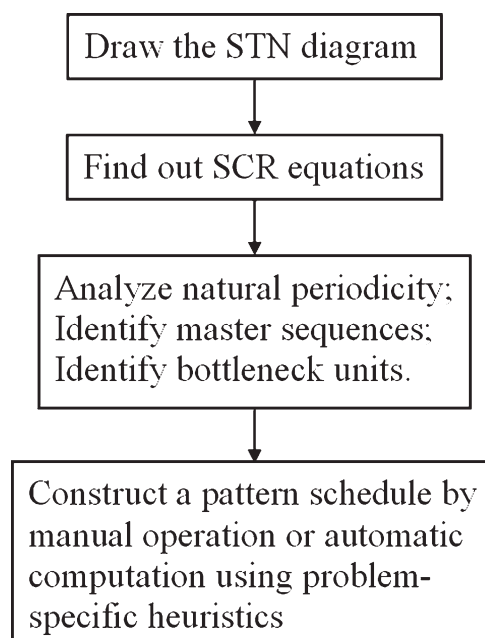 Draw the STN diagram
Find out SCR equations
Analyze natural periodicity;
Identify master sequences;
Identify bottleneck units.
Construct a pattern schedule by
manual operation or automatic
computation using problem-
specific heuristics